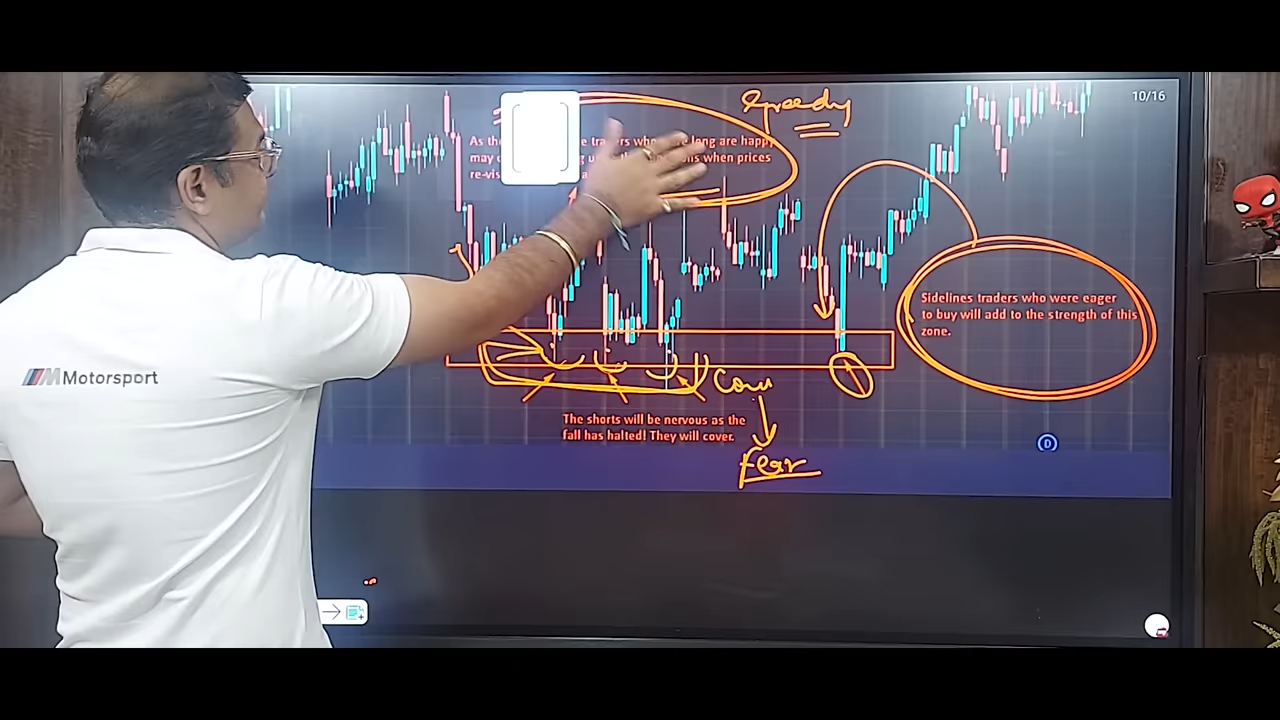 10/16
Greedy
As the e traders who are long are happy
may g u ns when prices
re-vis
Sidelines traders who were eager
to buy will add to the strength of this
zone.
M Motorsport
Cov
The shorts will be nervous as the
fall has halted! They will cover.
Fear
D